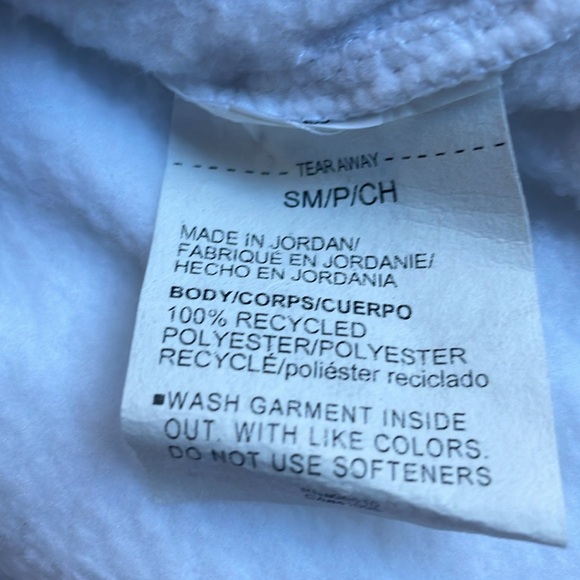 TEAR AWAY
SM/P/CH
MADE IN JORDAN/
FABRIQUÉ EN JORDANIE/
HECHO EN JORDANIA
BODY/CORPS/CUERPO
100% RECYCLED
POLYESTER/POLYESTER
RECYCLÉ/poliéster reciclado
▪WASH GARMENT INSIDE
OUT. WITH LIKE COLORS.
DO NOT USE SOFTENERS